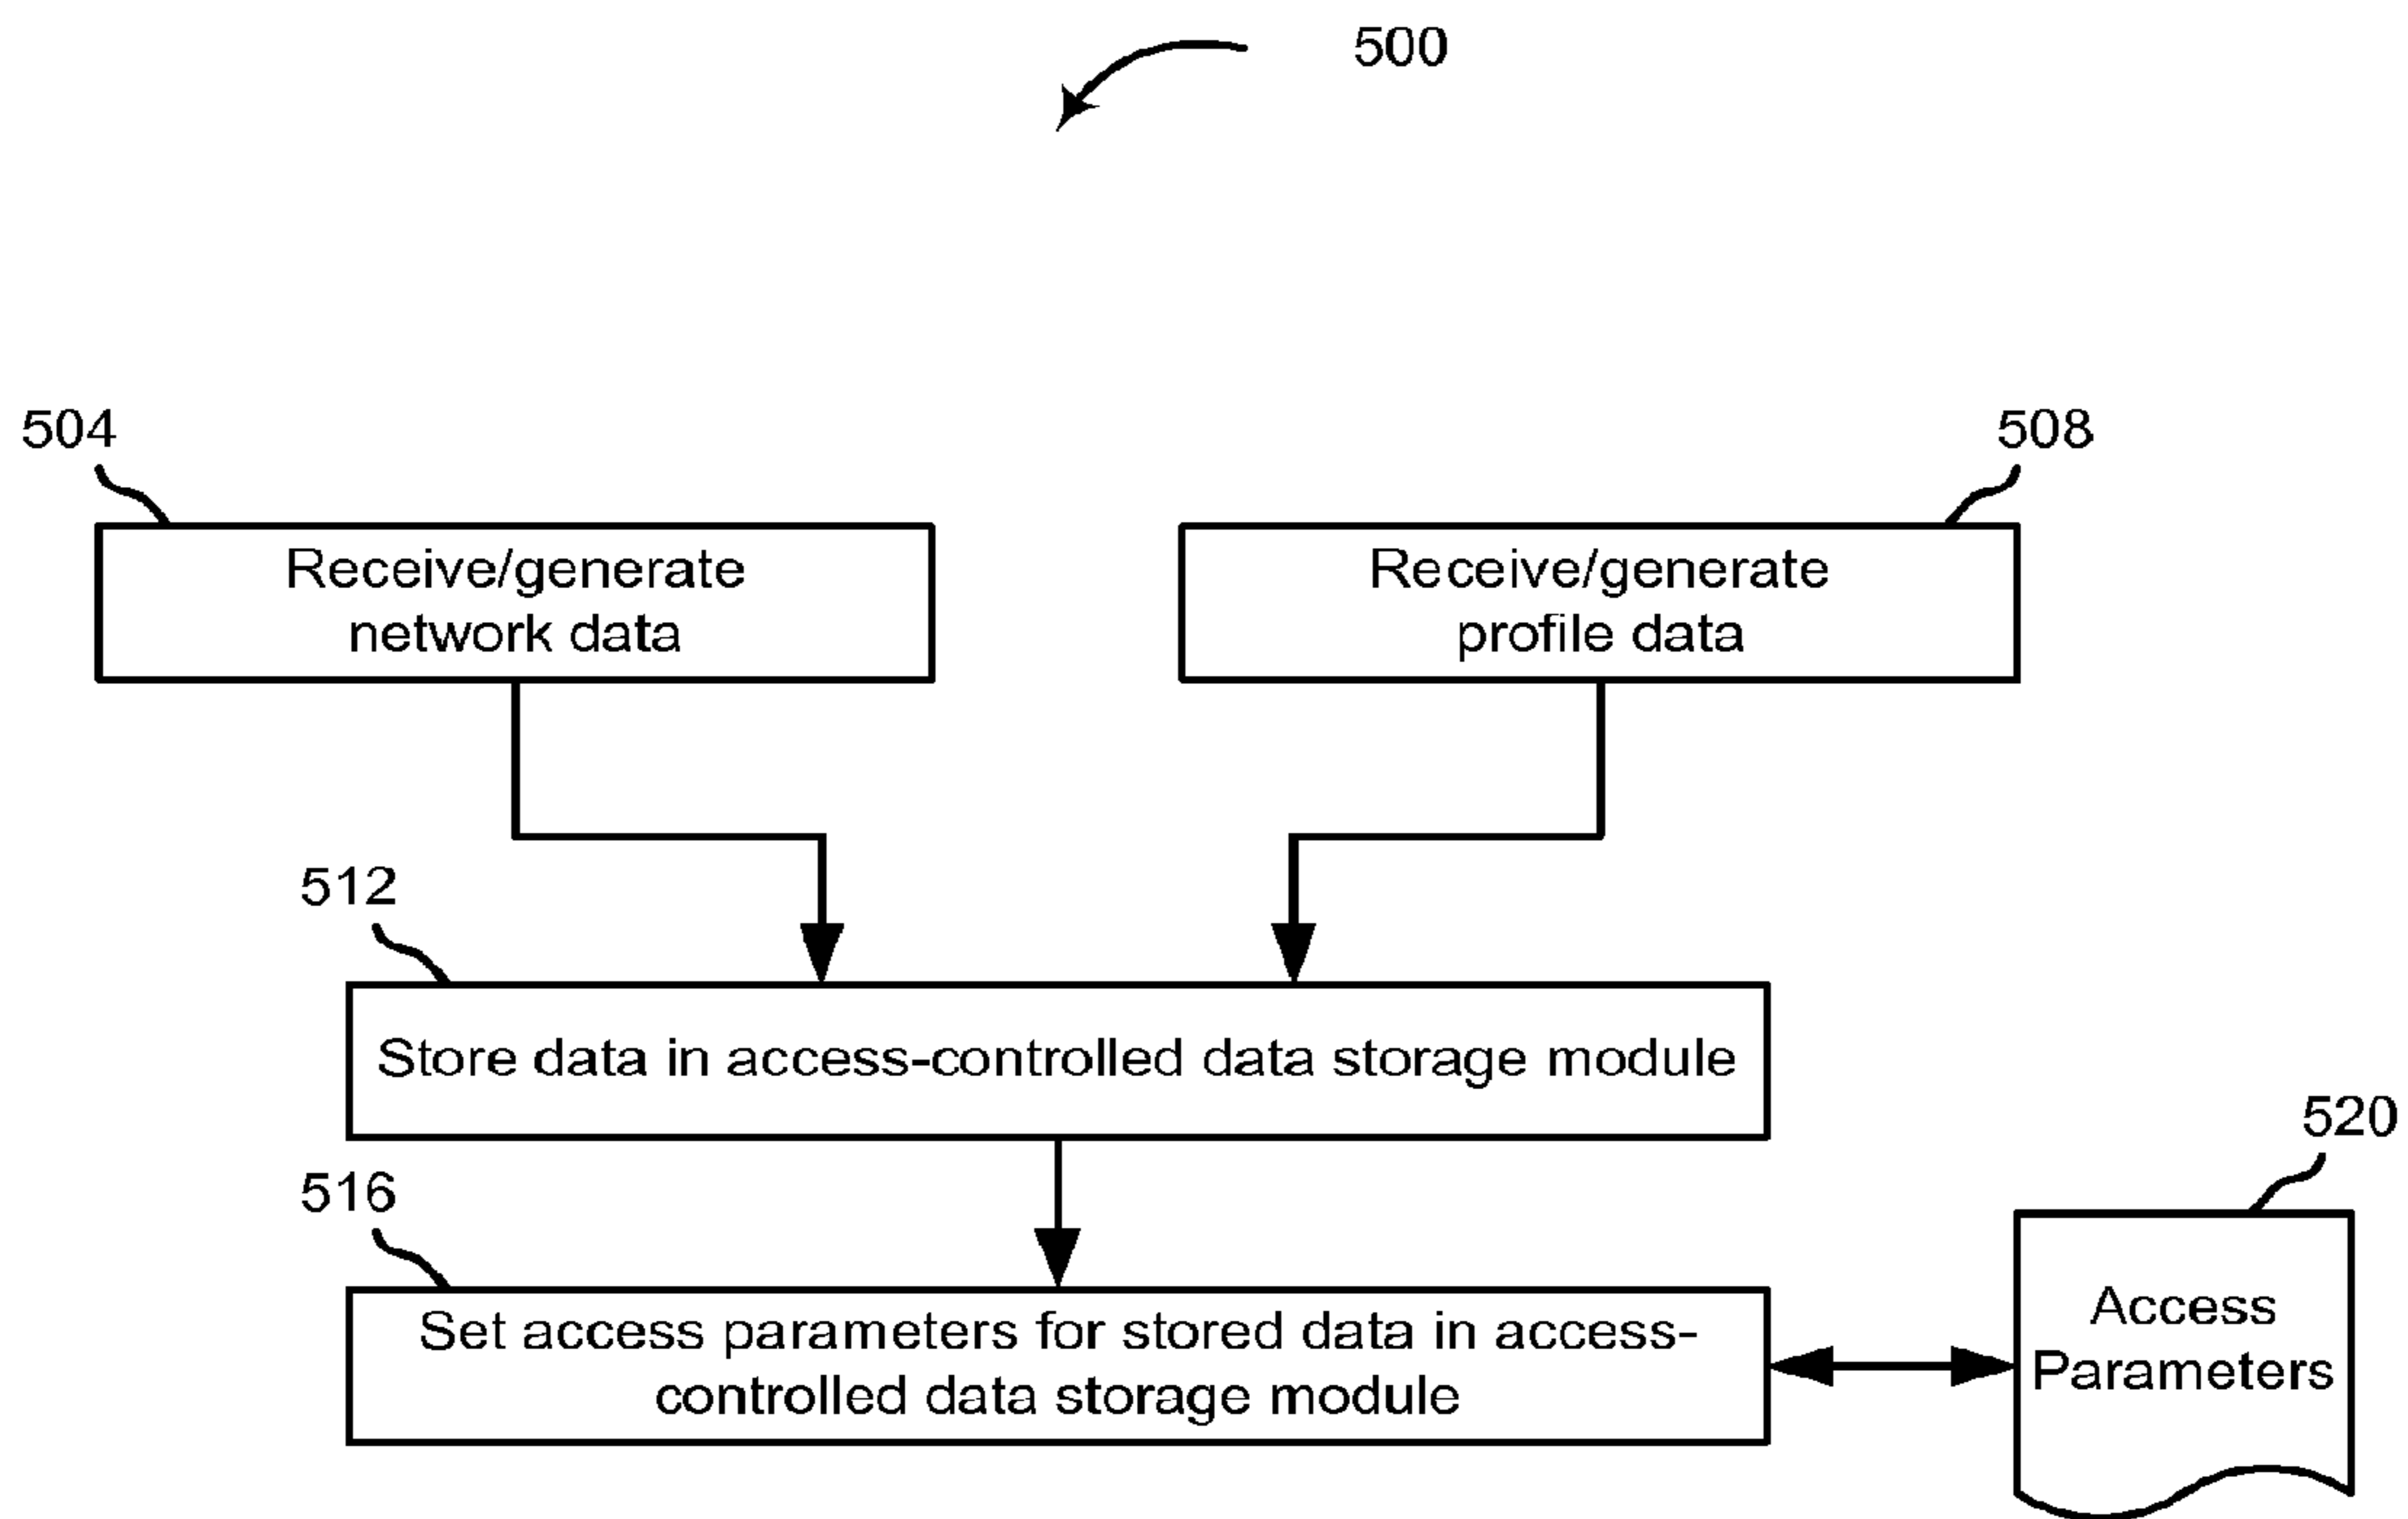 500
504
508
Receive/generate
network data
Receive/generate
profile data
512
Store data in access-controlled data storage module
516
520
Set access parameters for stored data in access-
controlled data storage module
Access
Parameters